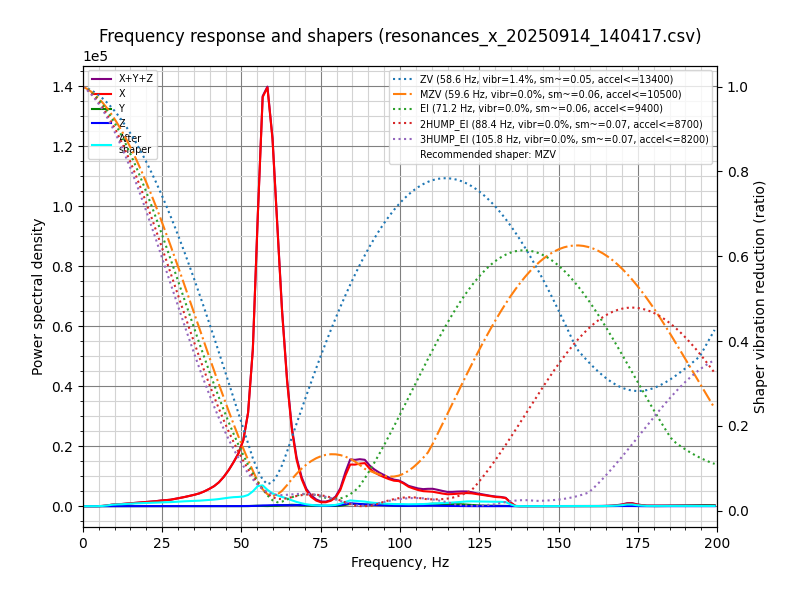 Frequency response and shapers (resonances_x_20250914_140417.csv)
1e5
X+Y+Z
X
Y
Z
After
shaper
ZV (58.6 Hz, vibr=1.4%, sm~=0.05, accel<=13400)
MZV (59.6 Hz, vibr=0.0%, sm~=0.06, accel<=10500)
EI (71.2 Hz, vibr=0.0%, sm~=0.06, accel<=9400)
2HUMP_EI (88.4 Hz, vibr=0.0%, sm~=0.07, accel<=8700)
3HUMP_EI (105.8 Hz, vibr=0.0%, sm~=0.07, accel<=8200)
Recommended shaper: MZV
Power spectral density
1.4
1.2
1.0
0.8
0.6
0.4
0.2
0.0
1.0
0.8
0.6
0.4
0.2
0.0
Shaper vibration reduction (ratio)
0 25 50 75 100 125 150 175 200
Frequency, Hz